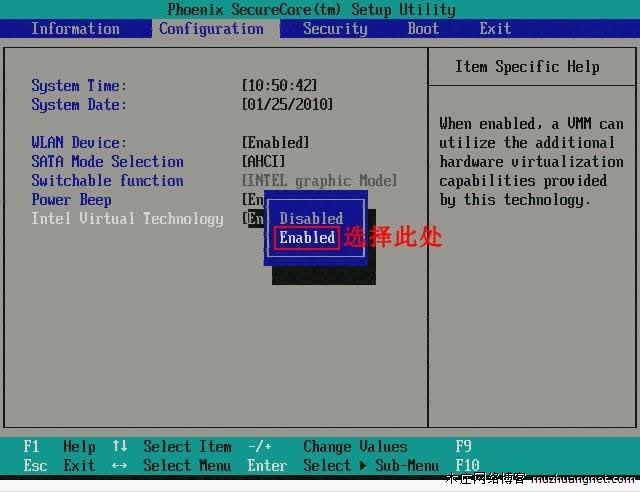 Phoenix SecureCore(tm) Setup Utility
Information Configuration Security Boot Exit
System Time: [10:50:42]
System Date: [01/25/2010]
WLAN Device: [Enabled]
SATA Mode Selection [AHCI]
Switchable function [INTEL graphic Mode]
Power Beep [En
Intel Virtual Technology [En
Disabled
Enabled 选择此处
Item Specific Help
When enabled, a VMM can
utilize the additional
hardware virtualization
capabilities provided
by this technology.
F1 Help ↑↓ Select Item -/+ Change Values F9
Esc Exit ↔ Select Menu Enter Select ▶ Sub-Menu F10
木庄网络博客 muzhuangnet.com